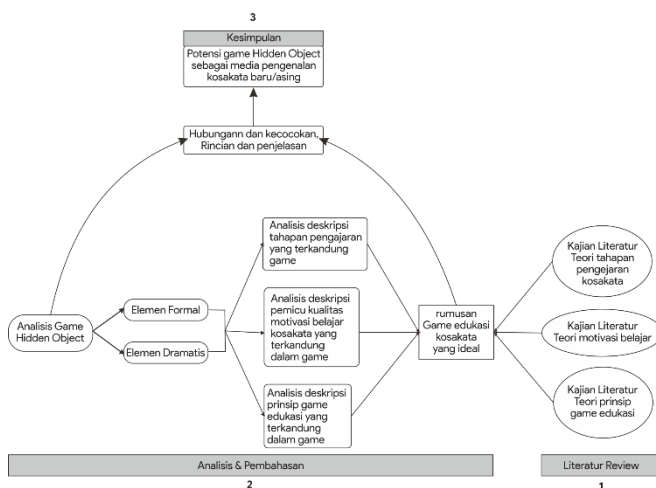 3
Kesimpulan
Potensi game Hidden Object
sebagai media pengenalan
kosakata baru/asing
Hubungann dan kecocokan,
Rincian dan penjelasan
Analisis Game
Hidden Object
Elemen Formal
Elemen Dramatis
Analisis deskripsi
tahapan pengajaran
yang terkandung
game
Analisis deskripsi
pemicu kualitas
motivasi belajar
kosakata yang
terkandung
dalam game
Analisis deskripsi
prinsip game
edukasi yang
terkandung
dalam game
rumusan
Game edukasi
kosakata
yang ideal
Kajian Literatur
Teori tahapan
pengejaran
kosakata
Kajian Literatur
Teori motivasi belajar
Kajian Literatur
Teori prinsip
game edukasi
Analisis & Pembahasan
2
Literatur Review
1